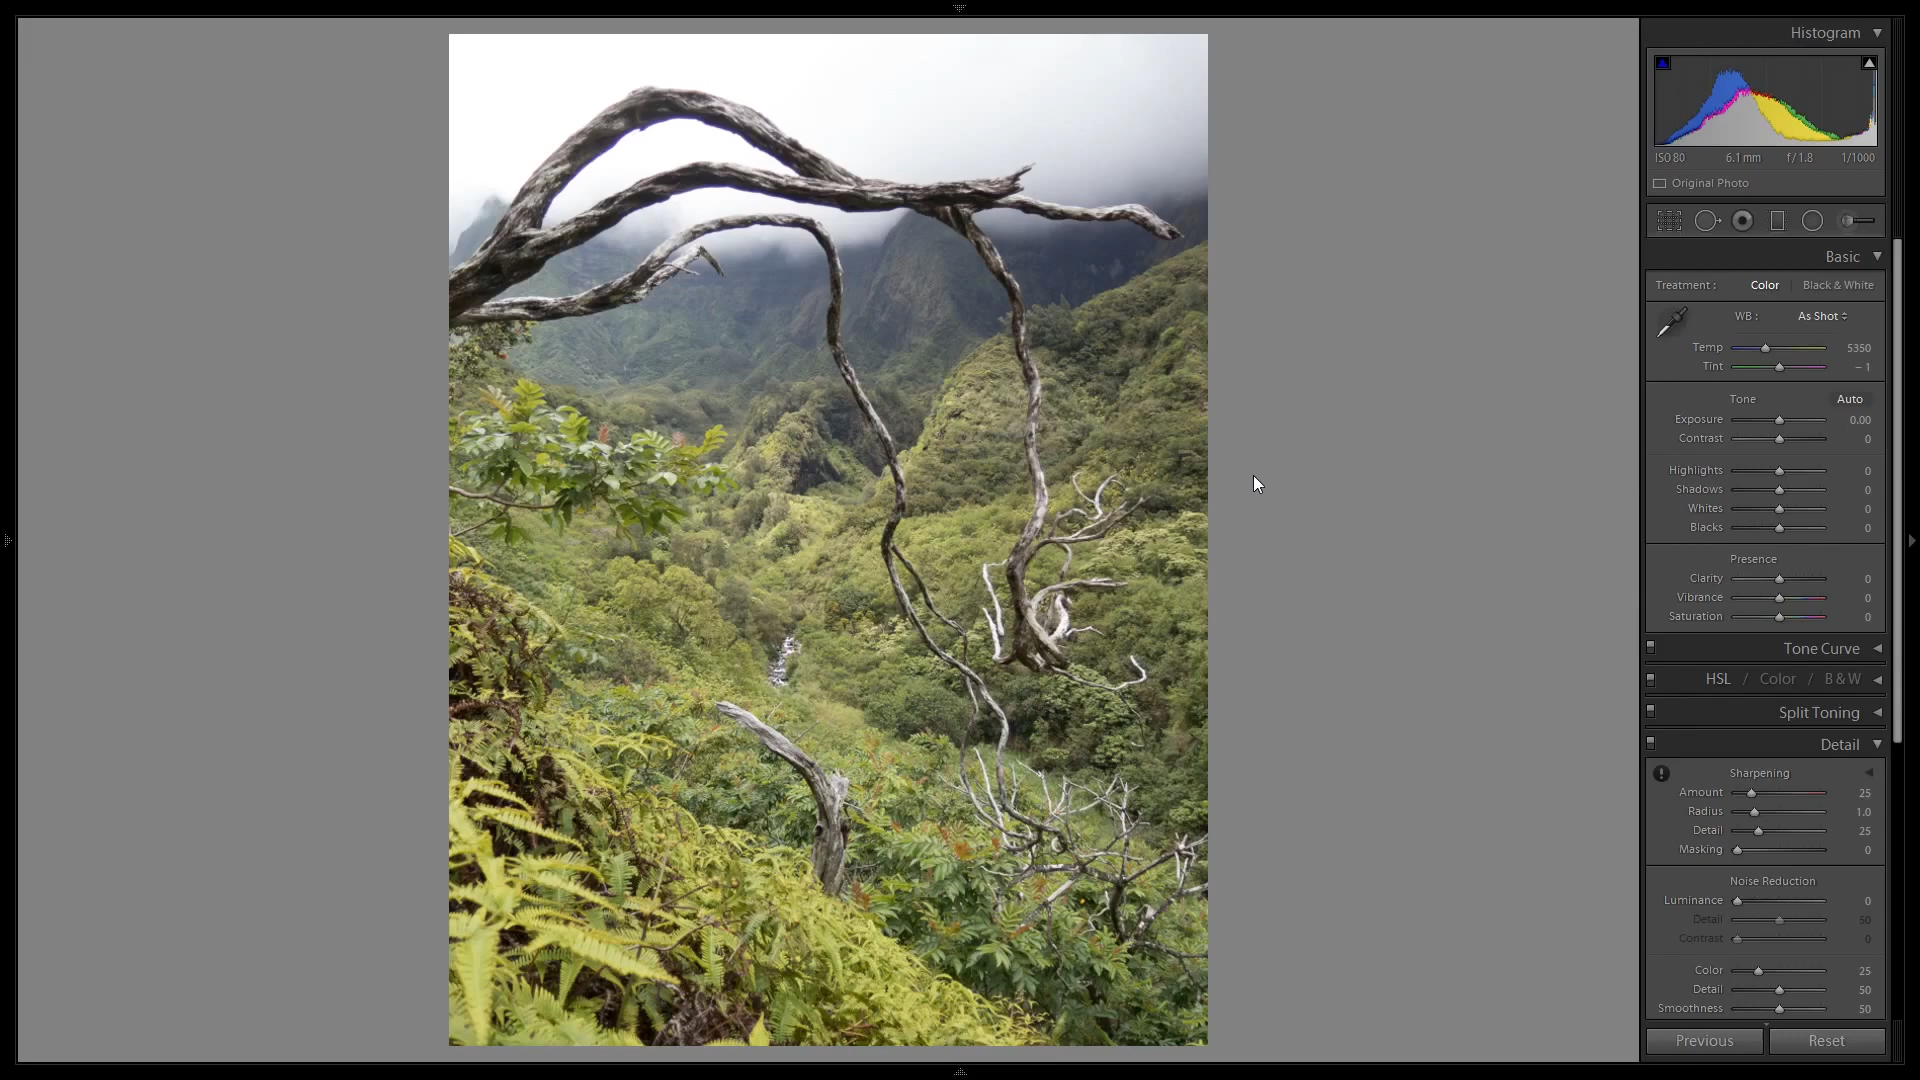 Histogram
ISO 80 6.1 mm f / 1.8 1/1000
Original Photo
Basic
Treatment : Color Black & White
WB : As Shot
Temp 5350
Tint – 1
Tone Auto
Exposure 0.00
Contrast 0
Highlights 0
Shadows 0
Whites 0
Blacks 0
Presence
Clarity 0
Vibrance 0
Saturation 0
Tone Curve
HSL / Color / B & W
Split Toning
Detail
Sharpening
Amount 25
Radius 1.0
Detail 25
Masking 0
Noise Reduction
Luminance 0
Detail 50
Contrast 0
Color 25
Detail 50
Smoothness 50
Previous Reset